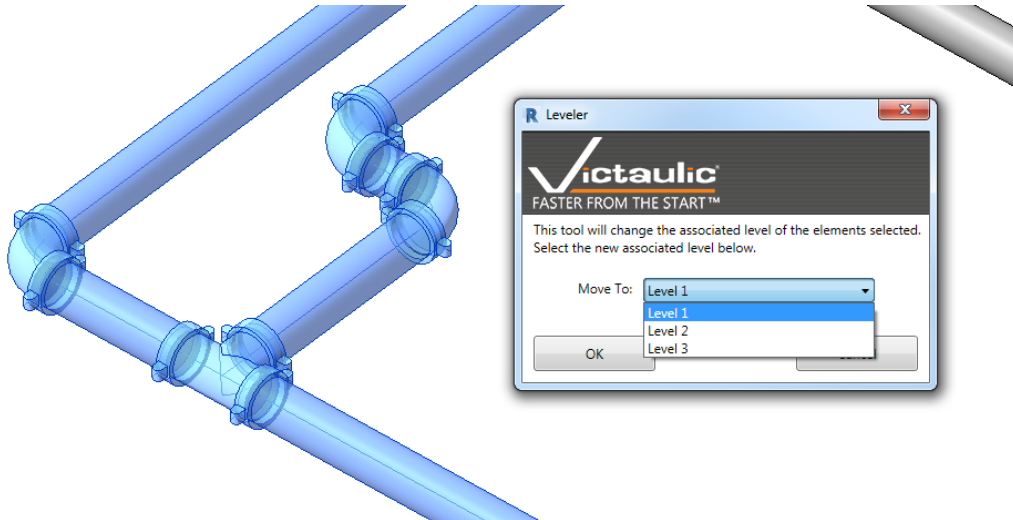 Leveler
Victaulic®
FASTER FROM THE START™
This tool will change the associated level of the elements selected.
Select the new associated level below.
Move To: Level 1
Level 1
Level 2
Level 3
OK